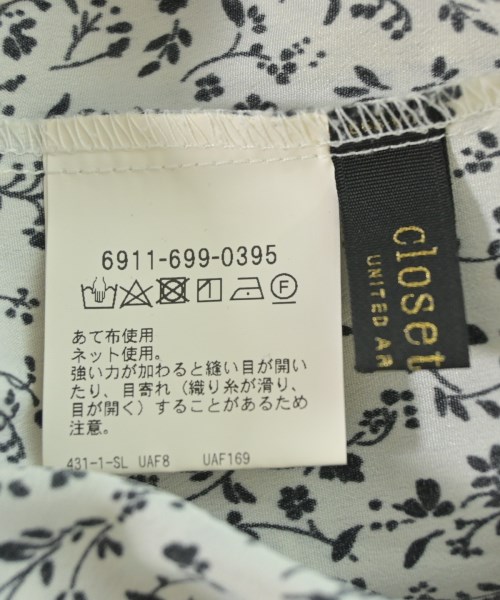 6911-699-0395
あて布使用
ネット使用。
強い力が加わると縫い目が開い
たり、目寄れ（織り糸が滑り、
目が開く）することがあるため
注意。
431-1-SL UAF8 UAF169
closet
UNITED AR